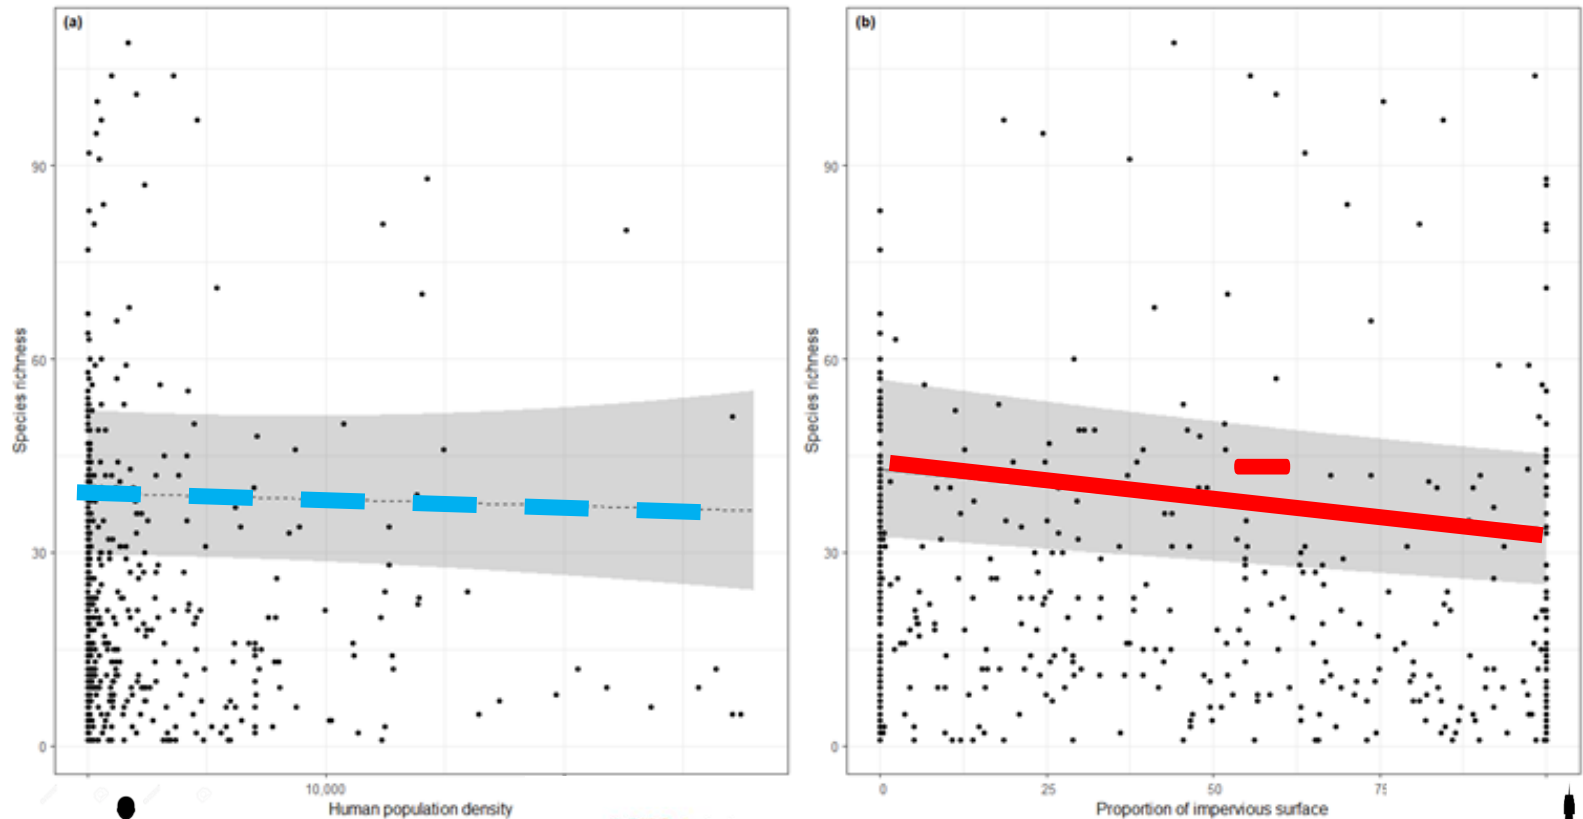 (a)
(b)
90
60
30
0
Species richness
10,000
Human population density
90
60
30
0
Species richness
0
25
50
75
Proportion of impervious surface